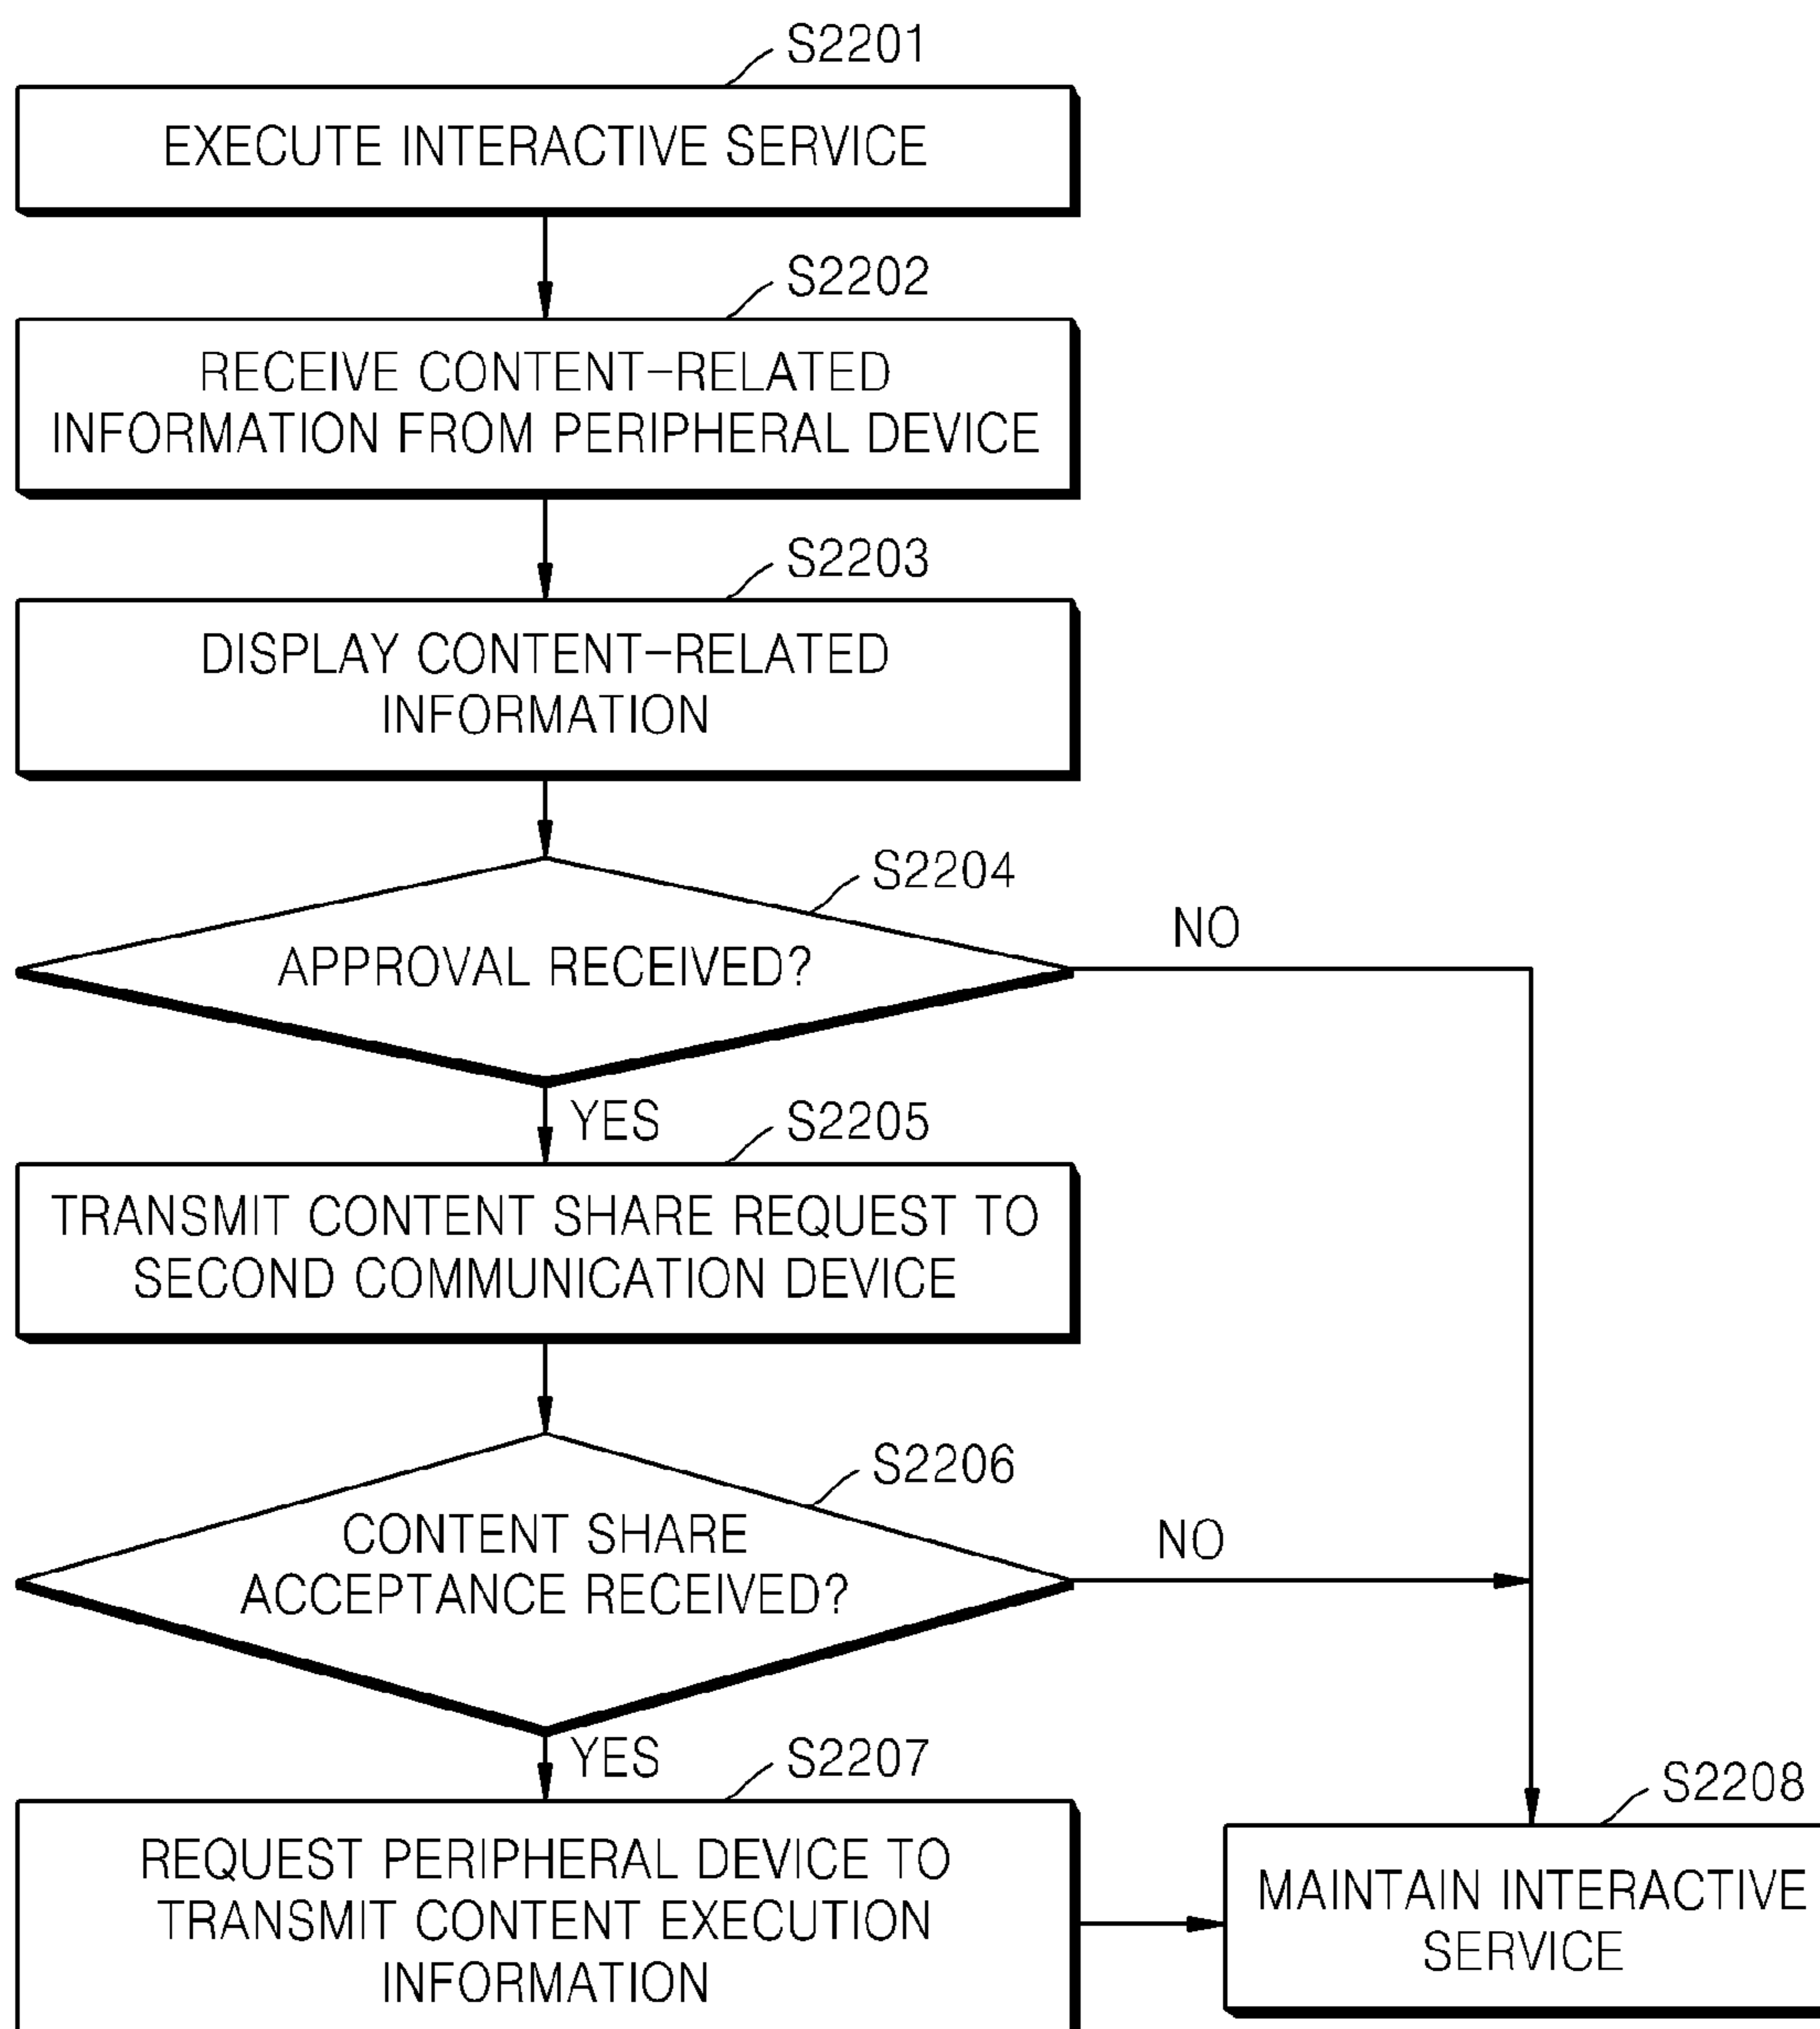 S2201
EXECUTE INTERACTIVE SERVICE
S2202
RECEIVE CONTENT-RELATED
INFORMATION FROM PERIPHERAL DEVICE
S2203
DISPLAY CONTENT-RELATED
INFORMATION
S2204
APPROVAL RECEIVED?
NO
YES
S2205
TRANSMIT CONTENT SHARE REQUEST TO
SECOND COMMUNICATION DEVICE
S2206
CONTENT SHARE
ACCEPTANCE RECEIVED?
NO
YES
S2207
REQUEST PERIPHERAL DEVICE TO
TRANSMIT CONTENT EXECUTION
INFORMATION
S2208
MAINTAIN INTERACTIVE
SERVICE